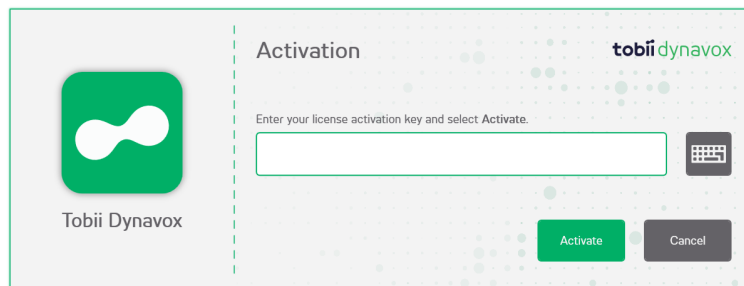 Activation
tobii dynavox
Enter your license activation key and select Activate.
Tobii Dynavox
Activate
Cancel